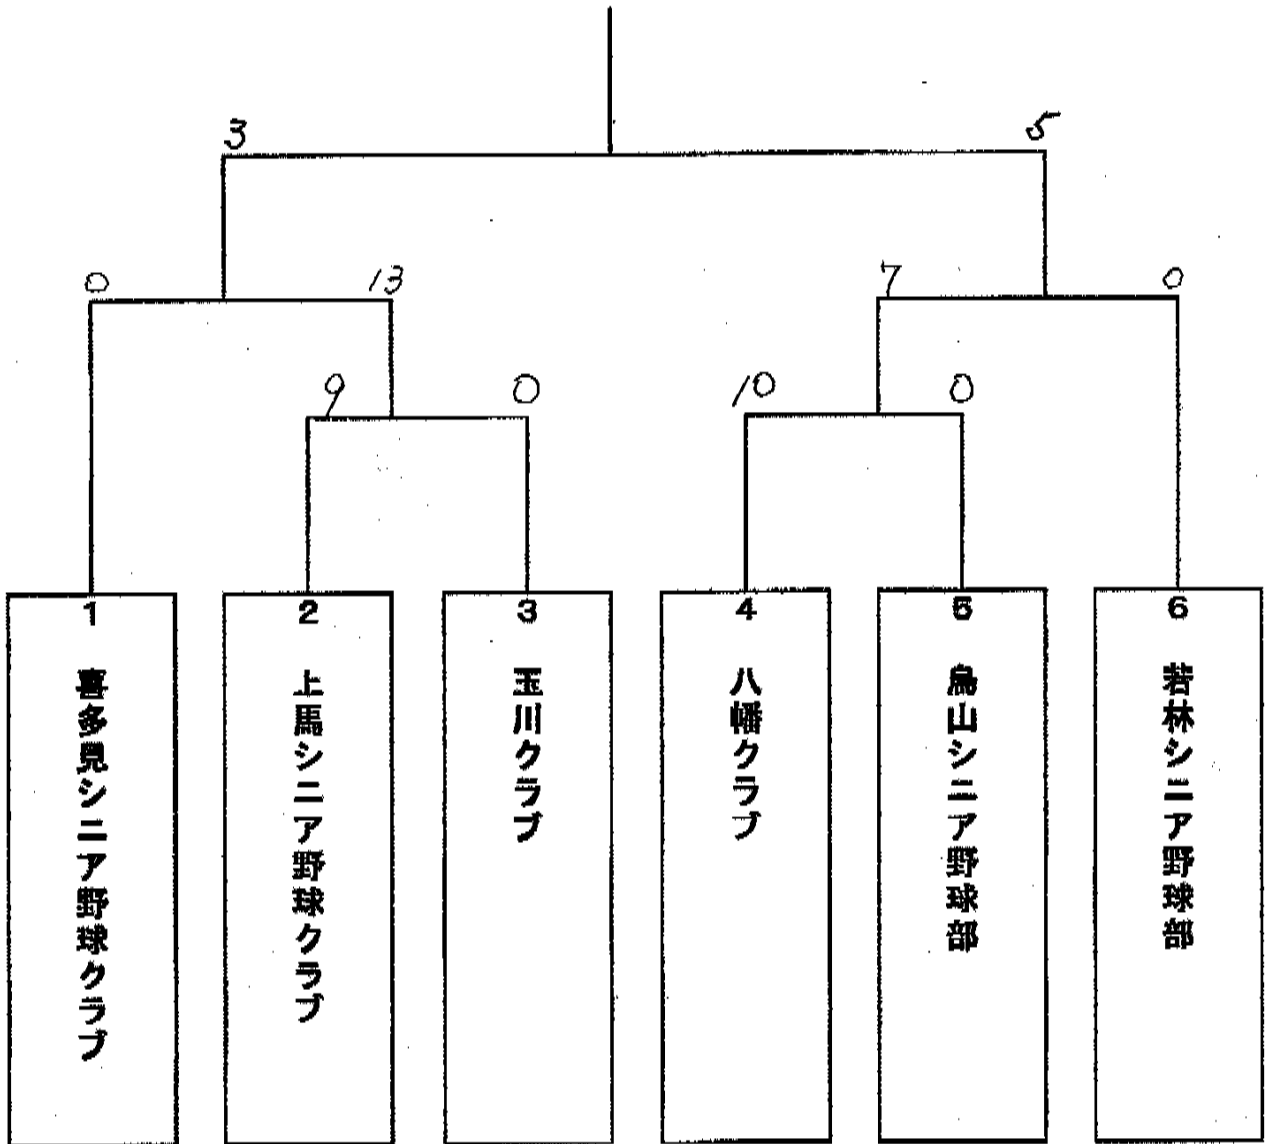 3 5
0 13 7 0
9 0 10 0
1 2 3 4 5 6
喜多見シニア野球クラブ
上馬シニア野球クラブ
玉川クラブ
八幡クラブ
烏山シニア野球部
若林シニア野球部